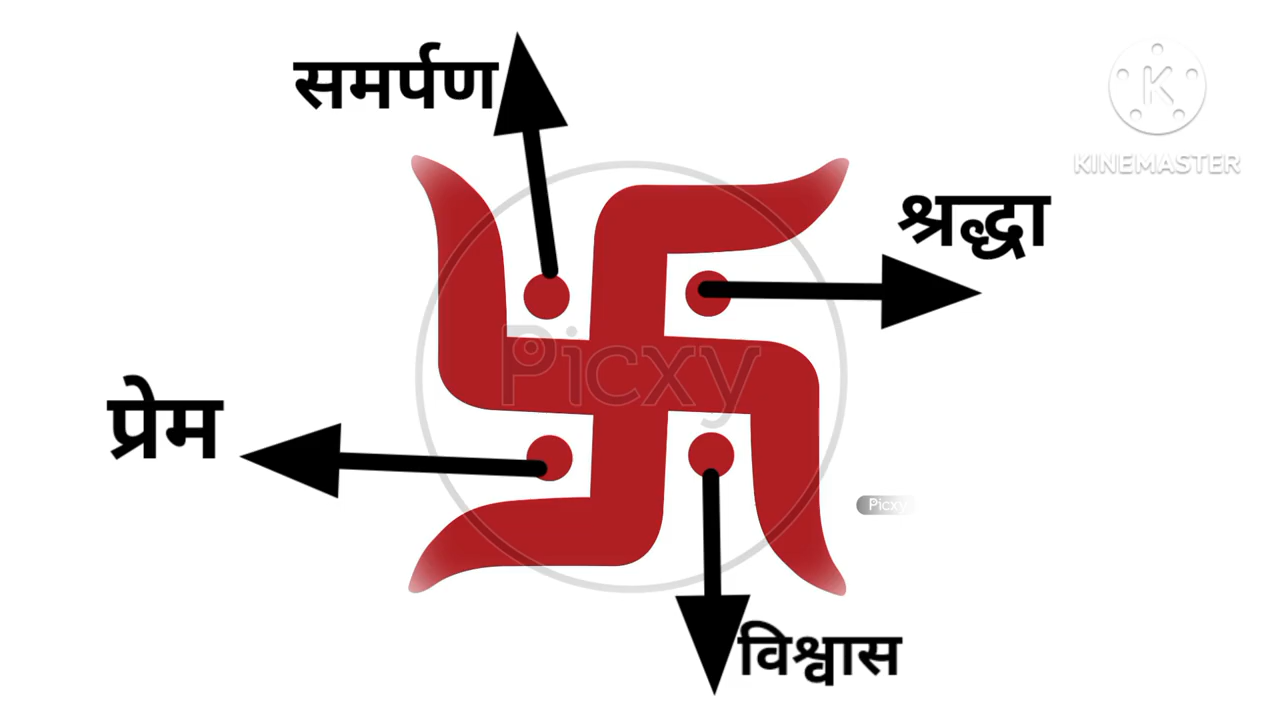 समर्पण
K
KINEMASTER
श्रद्धा
Picxy
प्रेम
Picxy
विश्वास